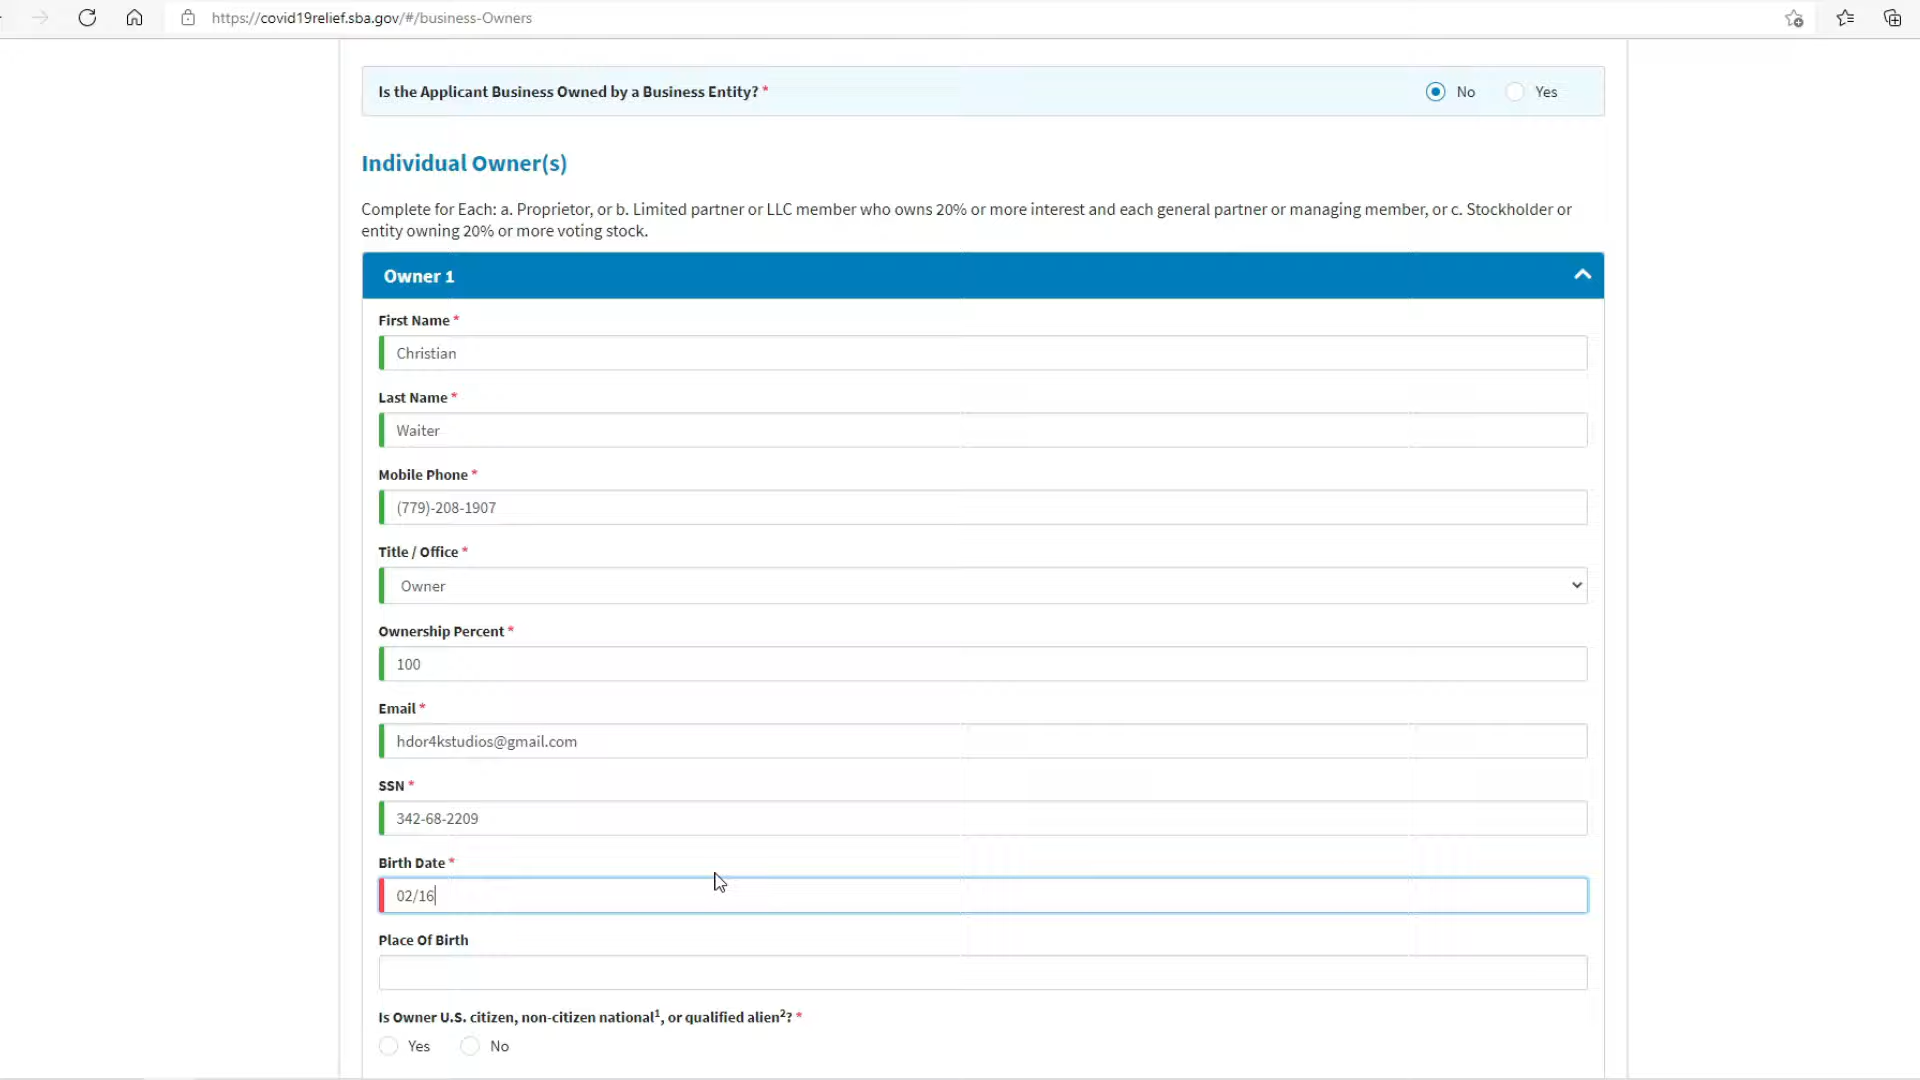 https://covid19relief.sba.gov/#/business-Owners
Is the Applicant Business Owned by a Business Entity? * No Yes
Individual Owner(s)
Complete for Each: a. Proprietor, or b. Limited partner or LLC member who owns 20% or more interest and each general partner or managing member, or c. Stockholder or
entity owning 20% or more voting stock.
Owner 1
First Name *
Christian
Last Name *
Waiter
Mobile Phone *
(779)-208-1907
Title / Office *
Owner
Ownership Percent *
100
Email *
hdor4kstudios@gmail.com
SSN *
342-68-2209
Birth Date *
02/16
Place Of Birth
Is Owner U.S. citizen, non-citizen national1, or qualified alien2? *
Yes No